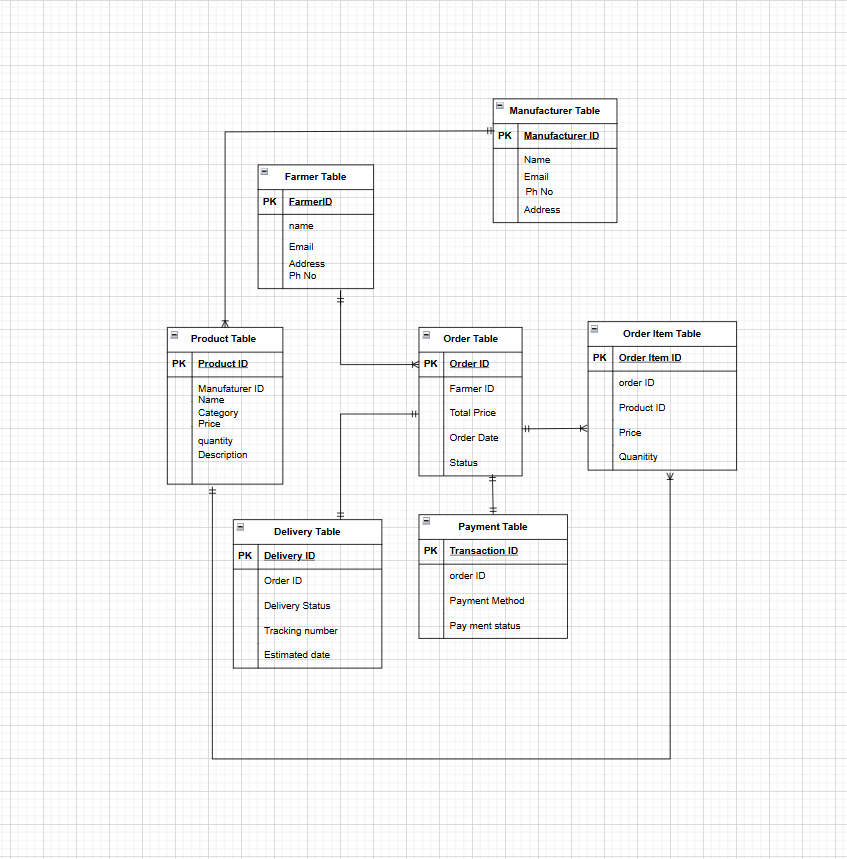 Manufacturer Table
PK Manufacturer ID
Name
Email
Ph No
Address
Farmer Table
PK FarmerID
name
Email
Address
Ph No
Product Table
PK Product ID
Manufaturer ID
Name
Category
Price
quantity
Description
Order Table
PK Order ID
Farmer ID
Total Price
Order Date
Status
Order Item Table
PK Order Item ID
order ID
Product ID
Price
Quanitity
Delivery Table
PK Delivery ID
Order ID
Delivery Status
Tracking number
Estimated date
Payment Table
PK Transaction ID
order ID
Payment Method
Pay ment status